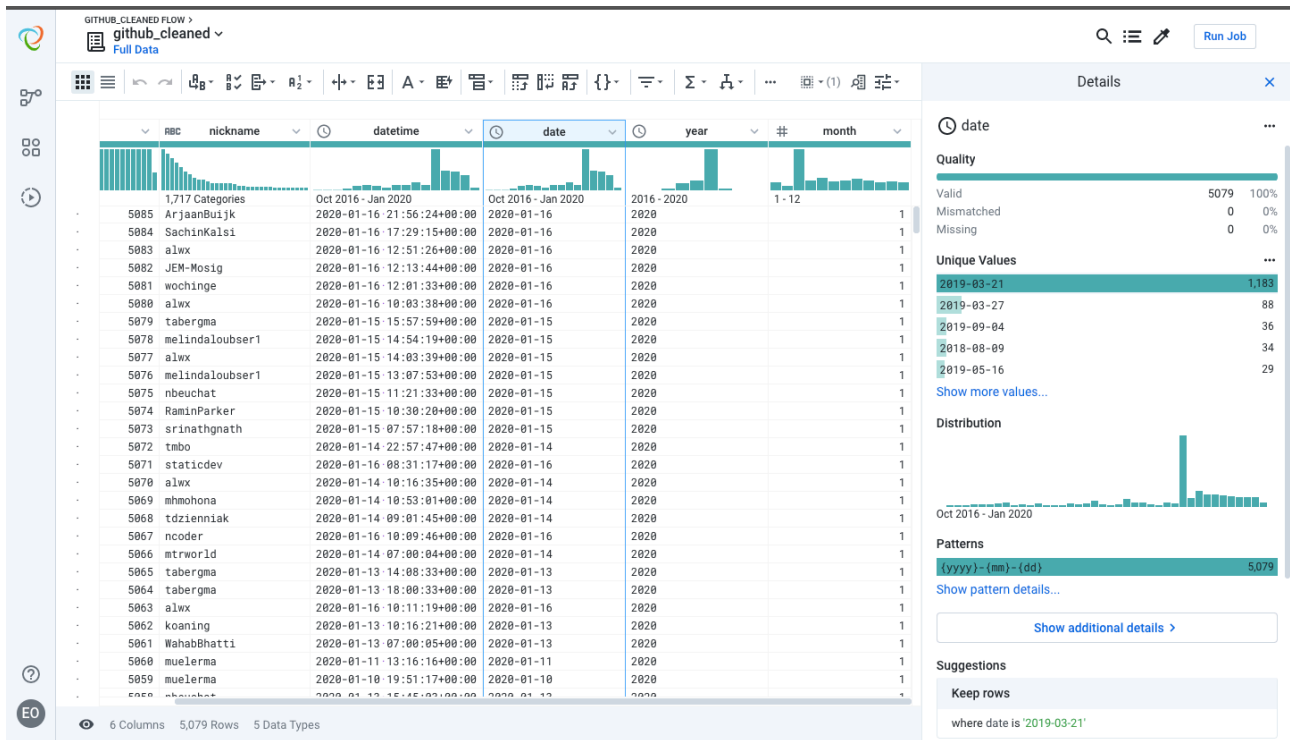 GITHUB_CLEANED FLOW >
github_cleaned
Full Data
Run Job
(1)
Details
ABC nickname datetime date year # month
1,717 Categories Oct 2016 - Jan 2020 Oct 2016 - Jan 2020 2016 - 2020 1 - 12
5085 ArjaanBuijk 2020-01-16·21:56:24+00:00 2020-01-16 2020 1
5084 SachinKalsi 2020-01-16·17:29:15+00:00 2020-01-16 2020 1
5083 alwx 2020-01-16·12:51:26+00:00 2020-01-16 2020 1
5082 JEM-Mosig 2020-01-16·12:13:44+00:00 2020-01-16 2020 1
5081 wochinge 2020-01-16·12:01:33+00:00 2020-01-16 2020 1
5080 alwx 2020-01-16·10:03:38+00:00 2020-01-16 2020 1
5079 tabergma 2020-01-15·15:57:59+00:00 2020-01-15 2020 1
5078 melindaloubser1 2020-01-15·14:54:19+00:00 2020-01-15 2020 1
5077 alwx 2020-01-15·14:03:39+00:00 2020-01-15 2020 1
5076 melindaloubser1 2020-01-15·13:07:53+00:00 2020-01-15 2020 1
5075 nbeuchat 2020-01-15·11:21:33+00:00 2020-01-15 2020 1
5074 RaminParker 2020-01-15·10:30:20+00:00 2020-01-15 2020 1
5073 srinathgnath 2020-01-15·07:57:18+00:00 2020-01-15 2020 1
5072 tmbo 2020-01-14·22:57:47+00:00 2020-01-14 2020 1
5071 staticdev 2020-01-16·08:31:17+00:00 2020-01-16 2020 1
5070 alwx 2020-01-14·10:16:35+00:00 2020-01-14 2020 1
5069 mhmohona 2020-01-14·10:53:01+00:00 2020-01-14 2020 1
5068 tdzienniak 2020-01-14·09:01:45+00:00 2020-01-14 2020 1
5067 ncoder 2020-01-16·10:09:46+00:00 2020-01-16 2020 1
5066 mtrworld 2020-01-14·07:00:04+00:00 2020-01-14 2020 1
5065 tabergma 2020-01-13·14:08:33+00:00 2020-01-13 2020 1
5064 tabergma 2020-01-13·18:00:33+00:00 2020-01-13 2020 1
5063 alwx 2020-01-16·10:11:19+00:00 2020-01-16 2020 1
5062 koaning 2020-01-13·10:16:21+00:00 2020-01-13 2020 1
5061 WahabBhatti 2020-01-13·07:00:05+00:00 2020-01-13 2020 1
5060 muelerma 2020-01-11·13:16:16+00:00 2020-01-11 2020 1
5059 muelerma 2020-01-10·19:51:17+00:00 2020-01-10 2020 1
5058 nbeuchat 2020-01-13·15:45:03+00:00 2020-01-13 2020 1
EO
6 Columns 5,079 Rows 5 Data Types
date
Quality
Valid 5079 100%
Mismatched 0 0%
Missing 0 0%
Unique Values
2019-03-21 1,183
2019-03-27 88
2019-09-04 36
2018-08-09 34
2019-05-16 29
Show more values...
Distribution
Oct 2016 - Jan 2020
Patterns
{yyyy}-{mm}-{dd} 5,079
Show pattern details...
Show additional details >
Suggestions
Keep rows
where date is '2019-03-21'